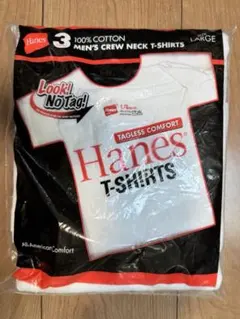 Hanes
3
100% COTTON
MEN'S CREW NECK T-SHIRTS
LARGE
Look!
No Tag!
TAGLESS COMFORT
Hanes®
T-SHIRTS